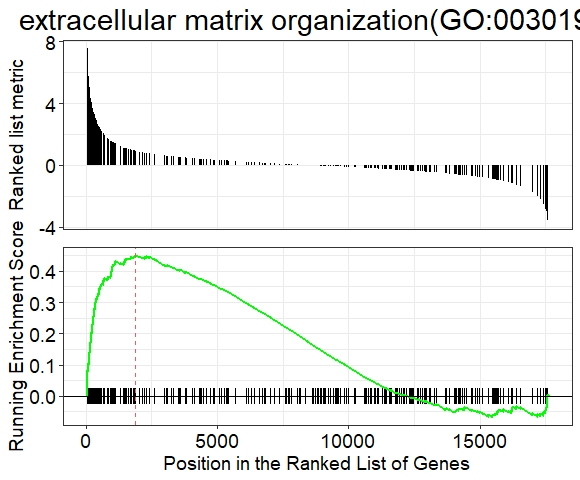 extracellular matrix organization(GO:003019
Ranked list metric
8
4
0
-4
Running Enrichment Score
0.4
0.3
0.2
0.1
0.0
0 5000 10000 15000
Position in the Ranked List of Genes